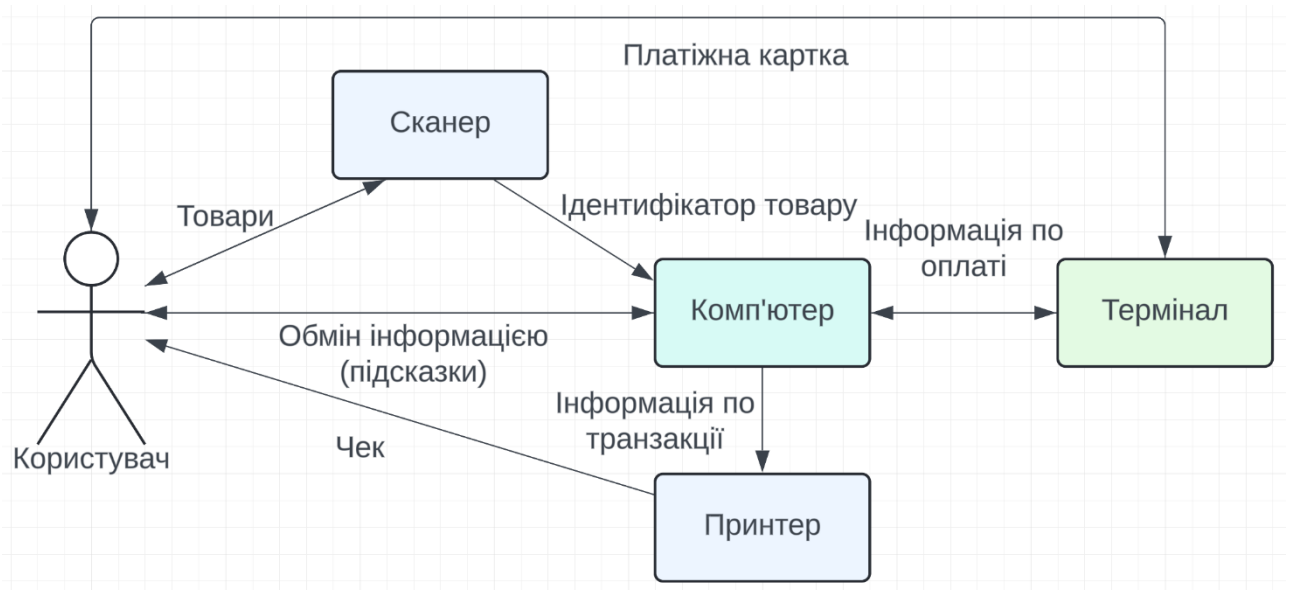 Платіжна картка
Сканер
Товари
Ідентифікатор товару
Інформація по
оплаті
Комп'ютер
Термінал
Обмін інформацією
(підсказки)
Інформація по
транзакції
Чек
Користувач
Принтер